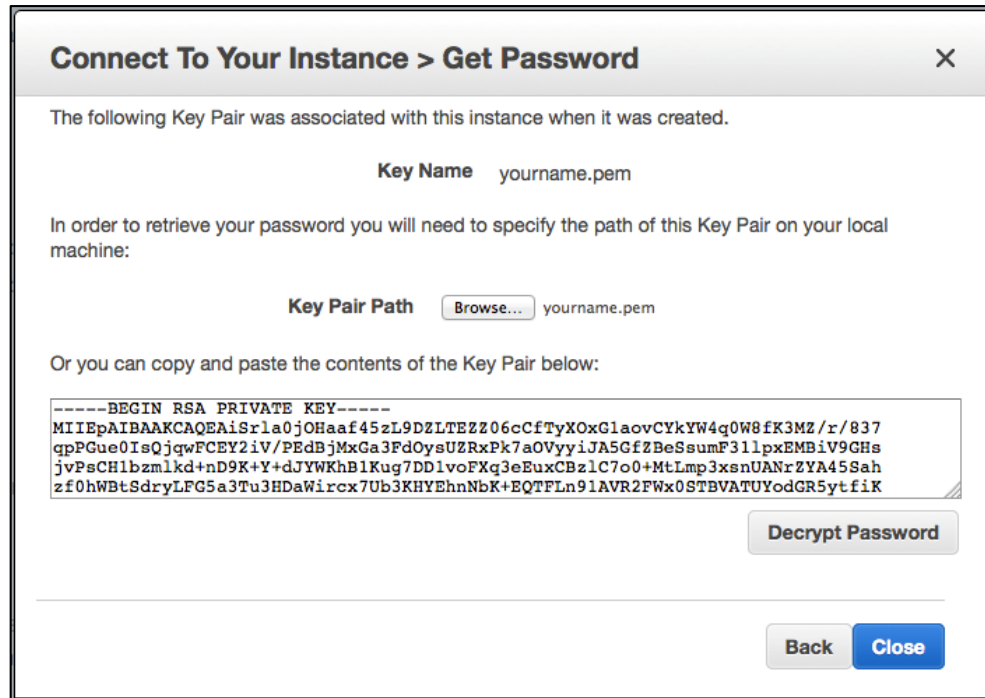 Connect To Your Instance > Get Password
The following Key Pair was associated with this instance when it was created.
Key Name yourname.pem
In order to retrieve your password you will need to specify the path of this Key Pair on your local
machine:
Key Pair Path Browse... yourname.pem
Or you can copy and paste the contents of the Key Pair below:
-----BEGIN RSA PRIVATE KEY-----
MIIEpAIBAAKCAQEAiSrla0jOHaaf45zL9DZLTEZZ06cCfTyXOxG1aovCYkYW4q0W8fK3MZ/r/837
qpPGue0IsQjqwFCEY2iV/PEdBjMxGa3FdOysUZRxPk7aOVyyiJA5GfZBeSsumF31lpxEMBiV9GHs
jvPsCH1bzmlkd+nD9K+Y+dJYWKhB1Kug7DD1voFXq3eEuxCBzlC7o0+MtLmp3xsnUANrZYA45Sah
zf0hWBtSdryLFG5a3Tu3HDaWircx7Ub3KHYEhnNbK+EQTFLn91AVR2FWx0STBVATUYodGR5ytfiK
Decrypt Password
Back Close